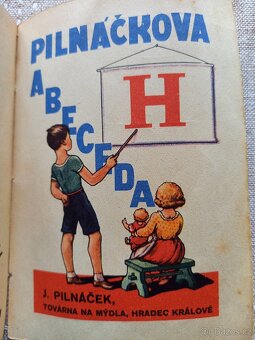 PILNÁČKOVA
ABECEDA
H
J. PILNÁČEK,
TOVÁRNA NA MÝDLA, HRADEC KRÁLOVÉ